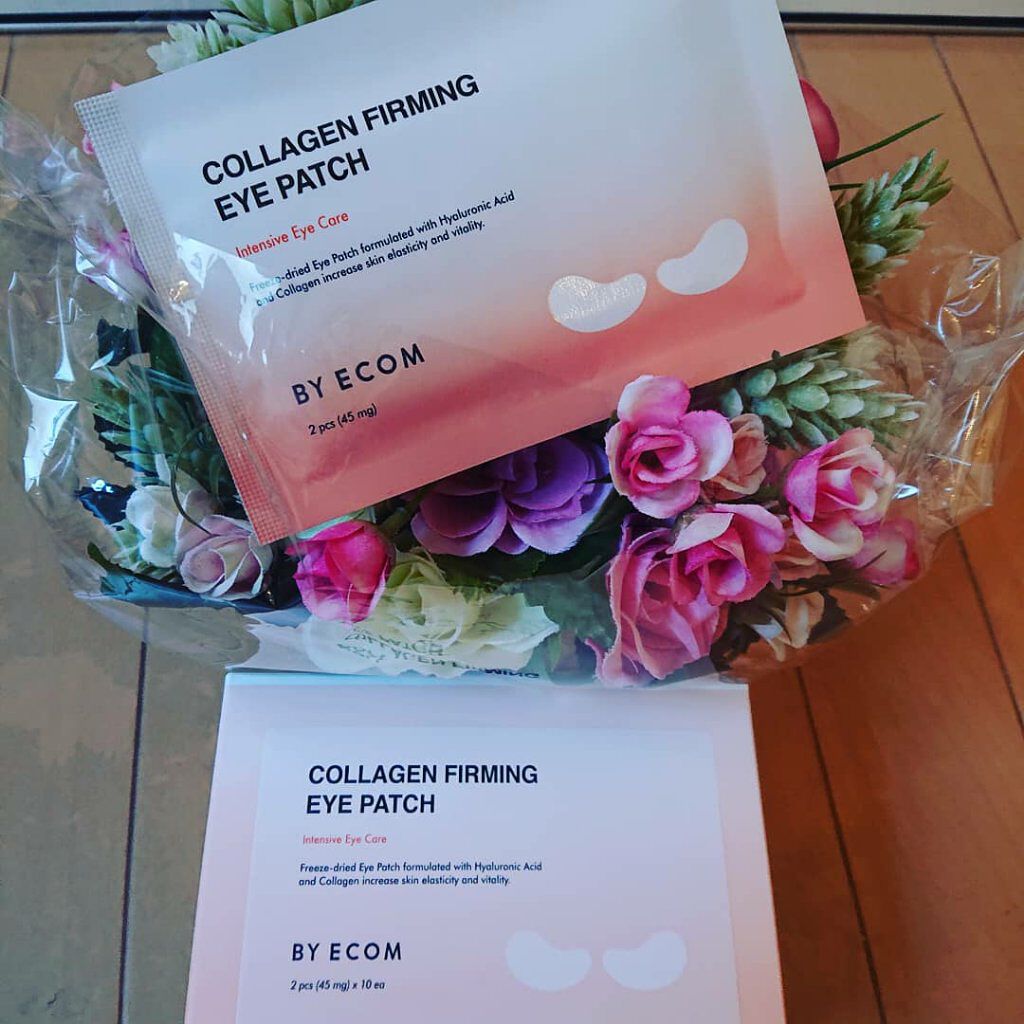 COLLAGEN FIRMING
EYE PATCH
Intensive Eye Care
Freeze-dried Eye Patch formulated with Hyaluronic Acid
and Collagen increase skin elasticity and vitality.
BY ECOM
2 pcs (45 mg)
COLLAGEN FIRMING
EYE PATCH
Intensive Eye Care
Freeze-dried Eye Patch formulated with Hyaluronic Acid
and Collagen increase skin elasticity and vitality.
BY ECOM
2 pcs (45 mg) x 10 ea